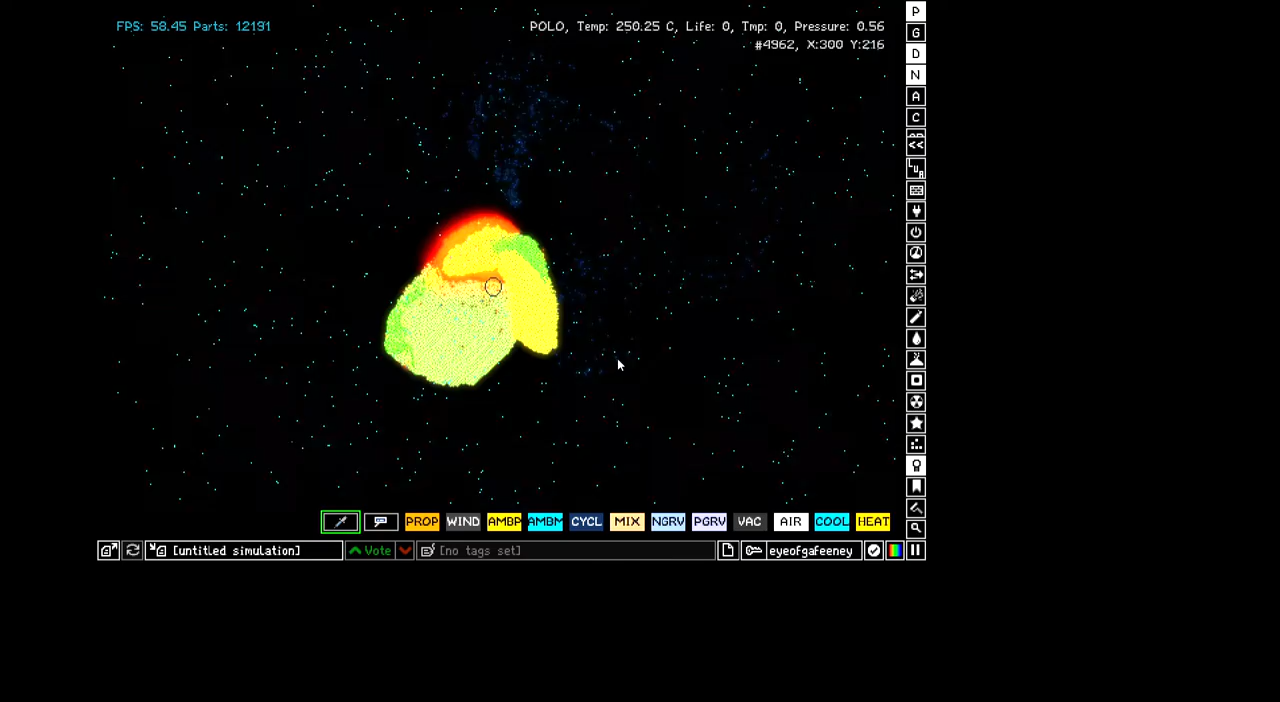 FPS: 58.45 Parts: 12191
POLO, Temp: 250.25 C, Life: 0, Tmp: 0, Pressure: 0.56
#4962, X:300 Y:216
P
G
D
N
A
C
<<
LUA
PROP WIND AMBP AMBM CYCL MIX NGRV PGRV VAC AIR COOL HEAT
[untitled simulation] Vote [no tags set] eyeofgafeeney